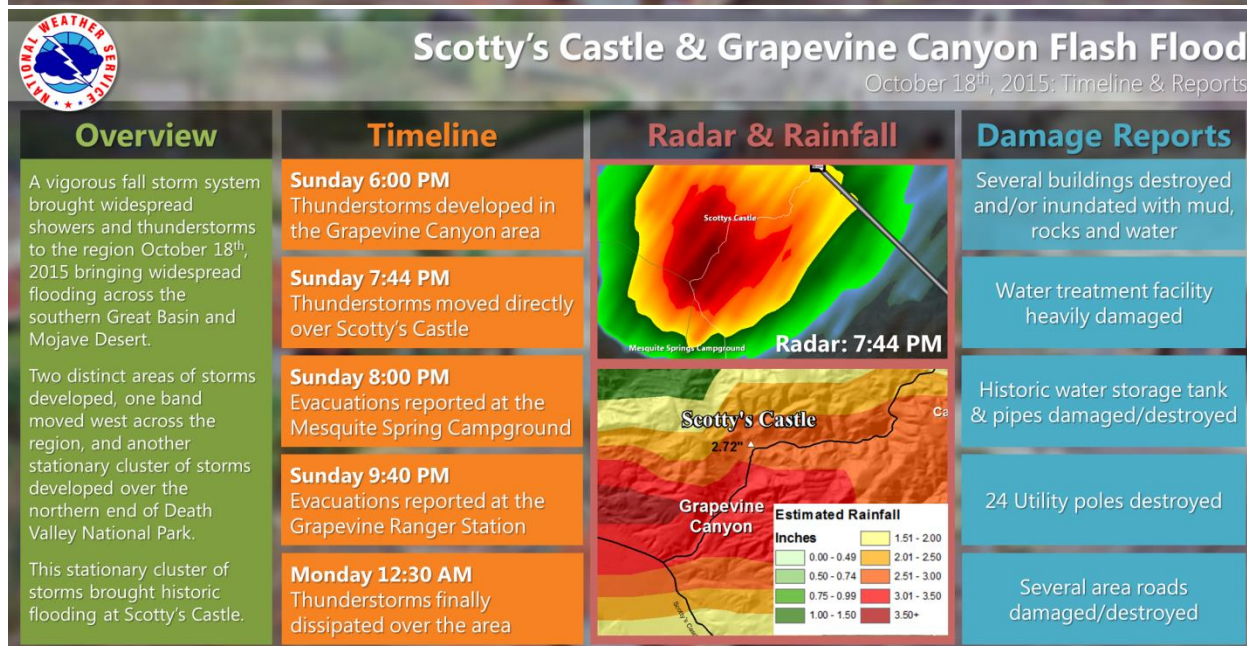 NATIONAL WEATHER SERVICE
Scotty's Castle & Grapevine Canyon Flash Flood
October 18th, 2015: Timeline & Reports
Overview
A vigorous fall storm system
brought widespread
showers and thunderstorms
to the region October 18th,
2015 bringing widespread
flooding across the
southern Great Basin and
Mojave Desert.
Two distinct areas of storms
developed, one band
moved west across the
region, and another
stationary cluster of storms
developed over the
northern end of Death
Valley National Park.
This stationary cluster of
storms brought historic
flooding at Scotty's Castle.
Timeline
Sunday 6:00 PM
Thunderstorms developed in
the Grapevine Canyon area
Sunday 7:44 PM
Thunderstorms moved directly
over Scotty's Castle
Sunday 8:00 PM
Evacuations reported at the
Mesquite Spring Campground
Sunday 9:40 PM
Evacuations reported at the
Grapevine Ranger Station
Monday 12:30 AM
Thunderstorms finally
dissipated over the area
Radar & Rainfall
Scottys Castle
Mesquite Springs Campground
Radar: 7:44 PM
Scotty's Castle
Ca
2.72"
Grapevine
Canyon
Scotty's Castle
Estimated Rainfall
Inches
0.00 - 0.49
0.50 - 0.74
0.75 - 0.99
1.00 - 1.50
1.51 - 2.00
2.01 - 2.50
2.51 - 3.00
3.01 - 3.50
3.50+
Damage Reports
Several buildings destroyed
and/or inundated with mud,
rocks and water
Water treatment facility
heavily damaged
Historic water storage tank
& pipes damaged/destroyed
24 Utility poles destroyed
Several area roads
damaged/destroyed